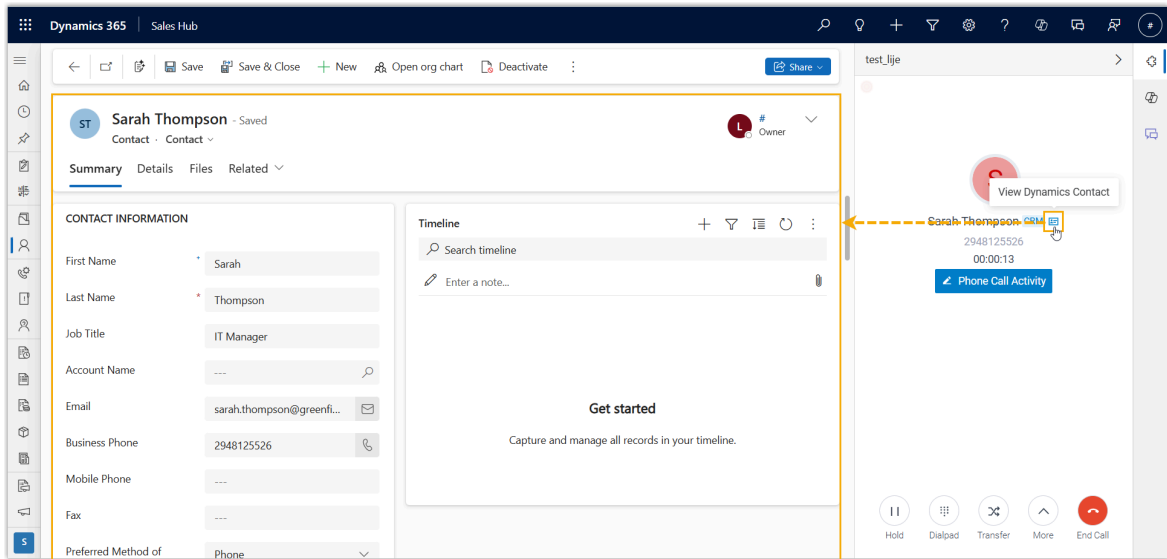 Dynamics 365 Sales Hub
#
Save Save & Close New Open org chart Deactivate Share
ST
Sarah Thompson - Saved
Contact · Contact
L
#
Owner
Summary Details Files Related
CONTACT INFORMATION
First Name * Sarah
Last Name * Thompson
Job Title IT Manager
Account Name ---
Email sarah.thompson@greenfi...
Business Phone 2948125526
Mobile Phone ---
Fax ---
Preferred Method of Phone
Timeline
Search timeline
Enter a note...
Get started
Capture and manage all records in your timeline.
test_lije
S
View Dynamics Contact
Sarah Thompson CRM
2948125526
00:00:13
Phone Call Activity
Hold Dialpad Transfer More End Call
S